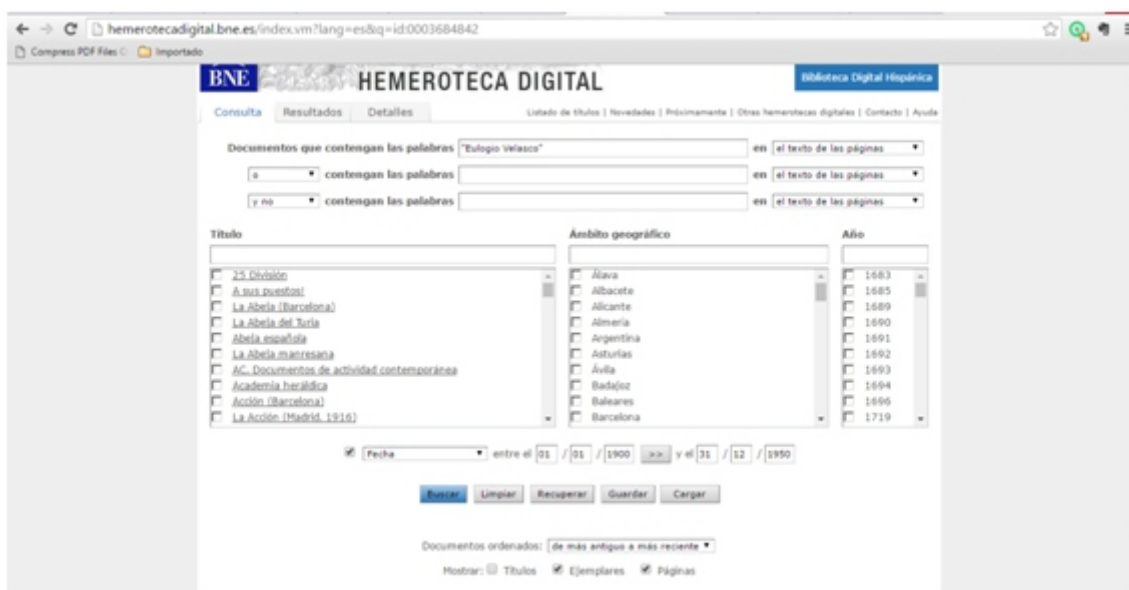 hemerotecadigital.bne.es/index.vm?lang=es&q=id:0003684842
Compress PDF Files Importado
BNE HEMEROTECA DIGITAL Biblioteca Digital Hispánica
Consulta Resultados Detalles Listado de títulos | Novedades | Próximamente | Otras hemerotecas digitales | Contacto | Ayuda
Documentos que contengan las palabras "Eulogio Velasco" en el texto de las páginas
o contengan las palabras en el texto de las páginas
y no contengan las palabras en el texto de las páginas
Título Ámbito geográfico Año
25 División Álava 1683
A sus puestos! Albacete 1685
La Abeja (Barcelona) Alicante 1689
La Abeja del Turia Almería 1690
Abeja española Argentina 1691
La Abeja manresana Asturias 1692
AC. Documentos de actividad contemporánea Ávila 1693
Academia heráldica Badajoz 1694
Acción (Barcelona) Baleares 1696
La Acción (Madrid. 1916) Barcelona 1719
Fecha entre el 01 / 01 / 1900 >> y el 31 / 12 / 1950
Buscar Limpiar Recuperar Guardar Cargar
Documentos ordenados: de más antiguo a más reciente
Mostrar: Títulos Ejemplares Páginas